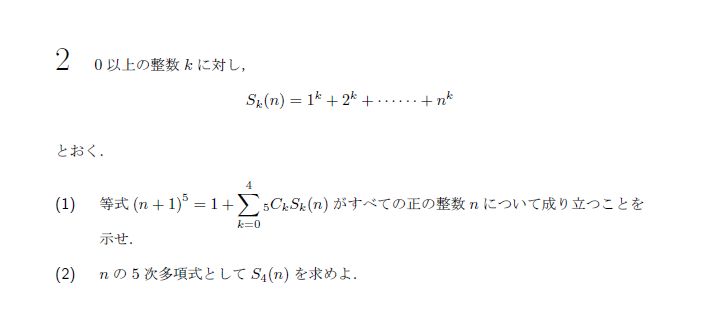 2 0 以上の整数 k に対し，
S_k(n) = 1^k + 2^k + ⋯⋯ + n^k
とおく．
(1) 等式 (n + 1)^5 = 1 + \sum_{k=0}^{4} {}_5C_k S_k(n) がすべての正の整数 n について成り立つことを
示せ．
(2) n の 5 次多項式として S_4(n) を求めよ．